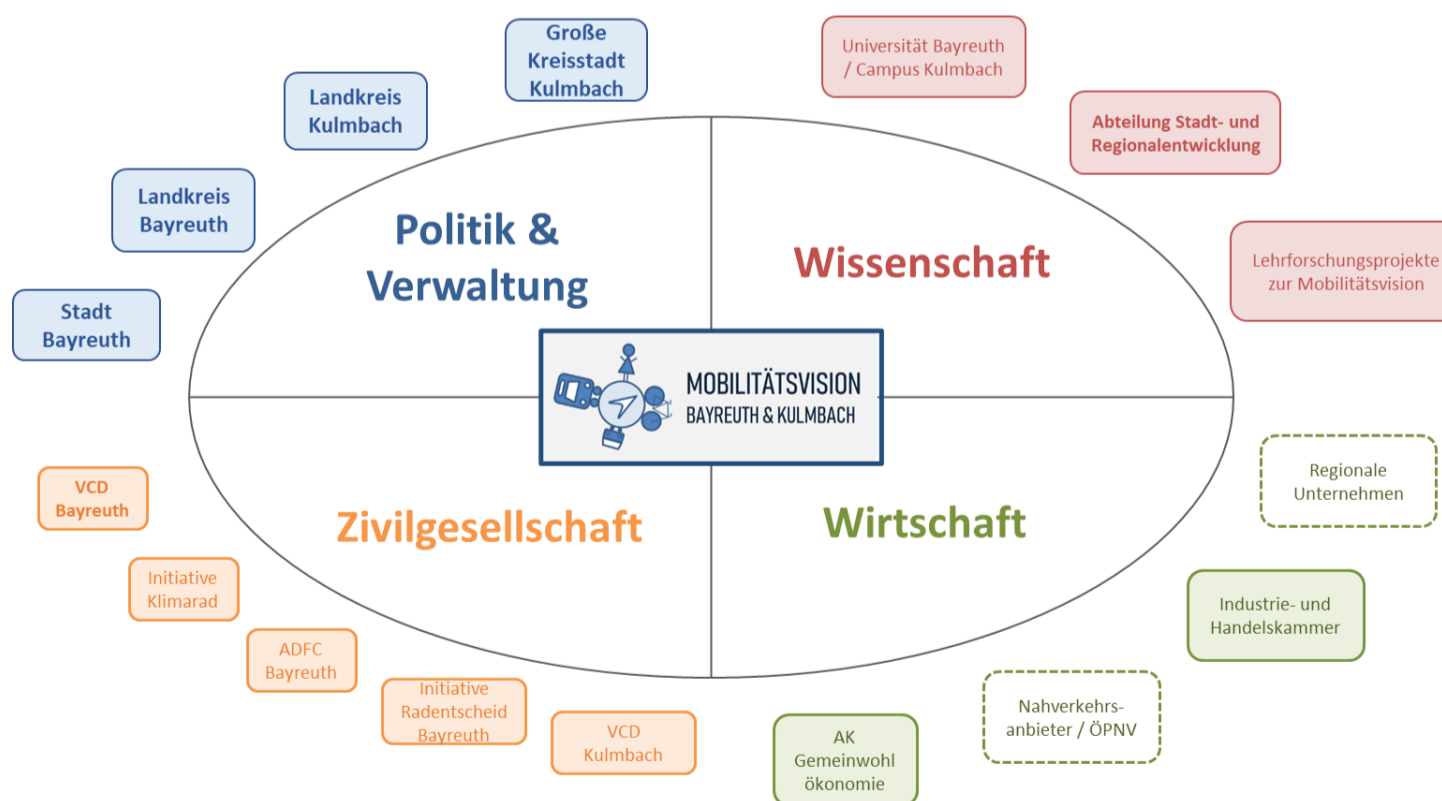 Große
Kreisstadt
Kulmbach
Landkreis
Kulmbach
Landkreis
Bayreuth
Stadt
Bayreuth
Politik &
Verwaltung
Universität Bayreuth
/ Campus Kulmbach
Abteilung Stadt- und
Regionalentwicklung
Lehrforschungsprojekte
zur Mobilitätsvision
Wissenschaft
MOBILITÄTSVISION
BAYREUTH & KULMBACH
Zivilgesellschaft
VCD
Bayreuth
Initiative
Klimarad
ADFC
Bayreuth
Initiative
Radentscheid
Bayreuth
VCD
Kulmbach
Wirtschaft
Regionale
Unternehmen
Industrie- und
Handelskammer
Nahverkehrs-
anbieter / ÖPNV
AK
Gemeinwohl
ökonomie